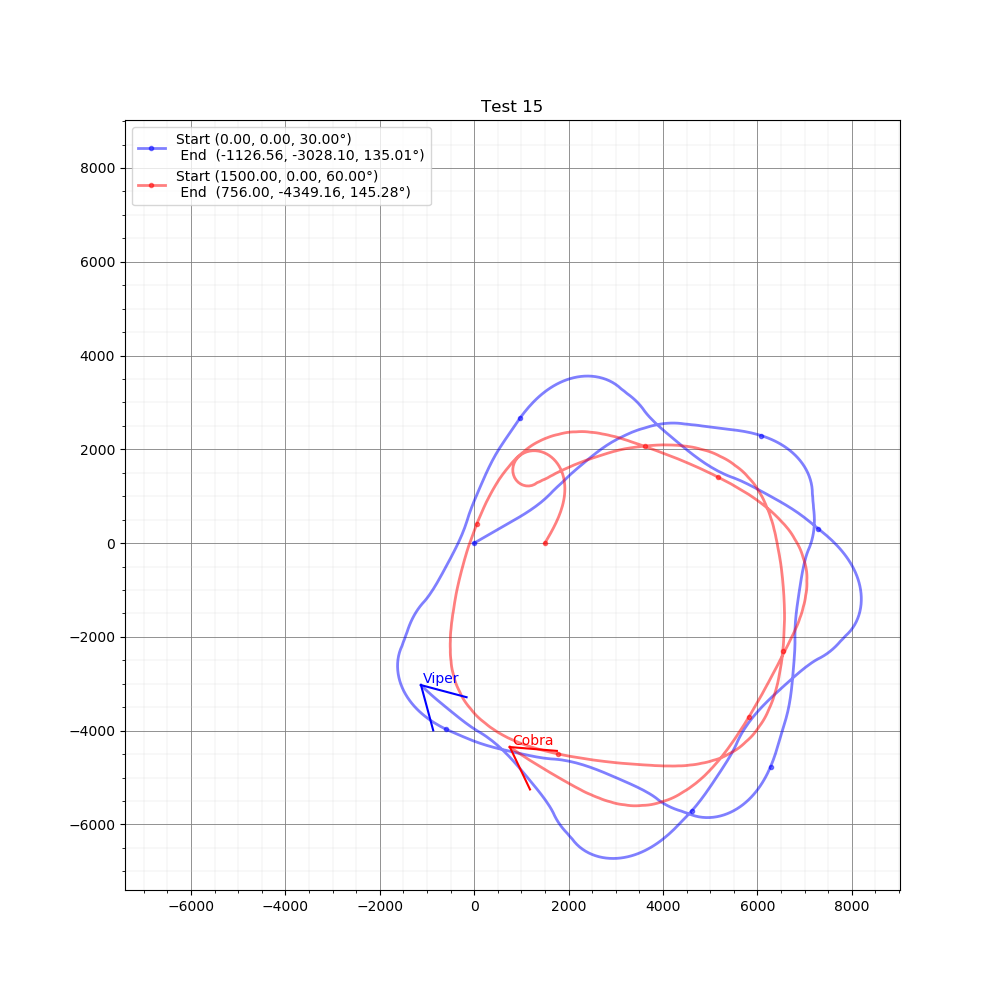 Test 15
Start (0.00, 0.00, 30.00°)
End (-1126.56, -3028.10, 135.01°)
Start (1500.00, 0.00, 60.00°)
End (756.00, -4349.16, 145.28°)
8000
6000
4000
2000
0
−2000
−4000
−6000
Viper
Cobra
−6000 −4000 −2000 0 2000 4000 6000 8000